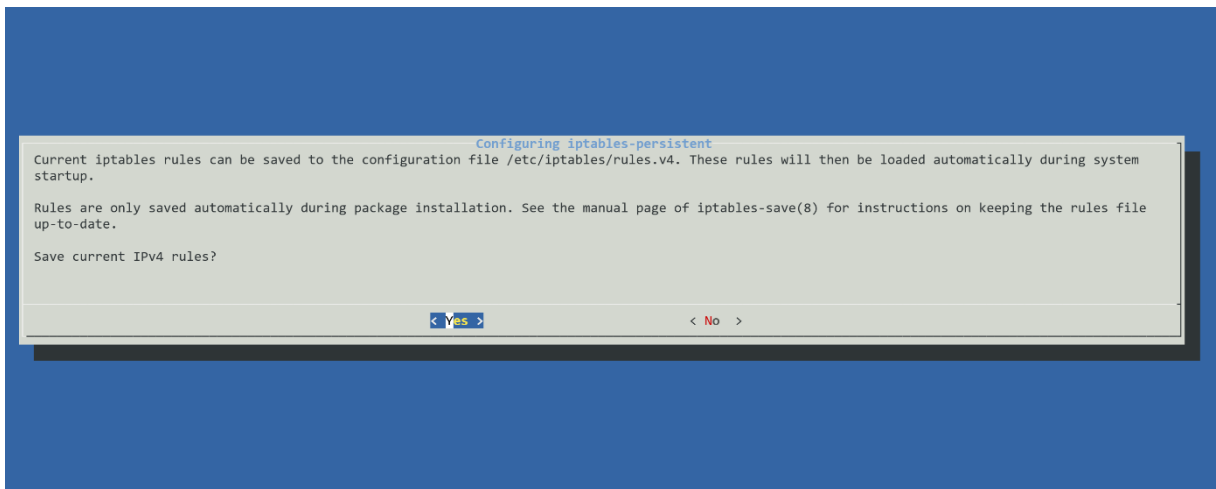 Configuring iptables-persistent
Current iptables rules can be saved to the configuration file /etc/iptables/rules.v4. These rules will then be loaded automatically during system
startup.
Rules are only saved automatically during package installation. See the manual page of iptables-save(8) for instructions on keeping the rules file
up-to-date.
Save current IPv4 rules?
< Yes > < No >